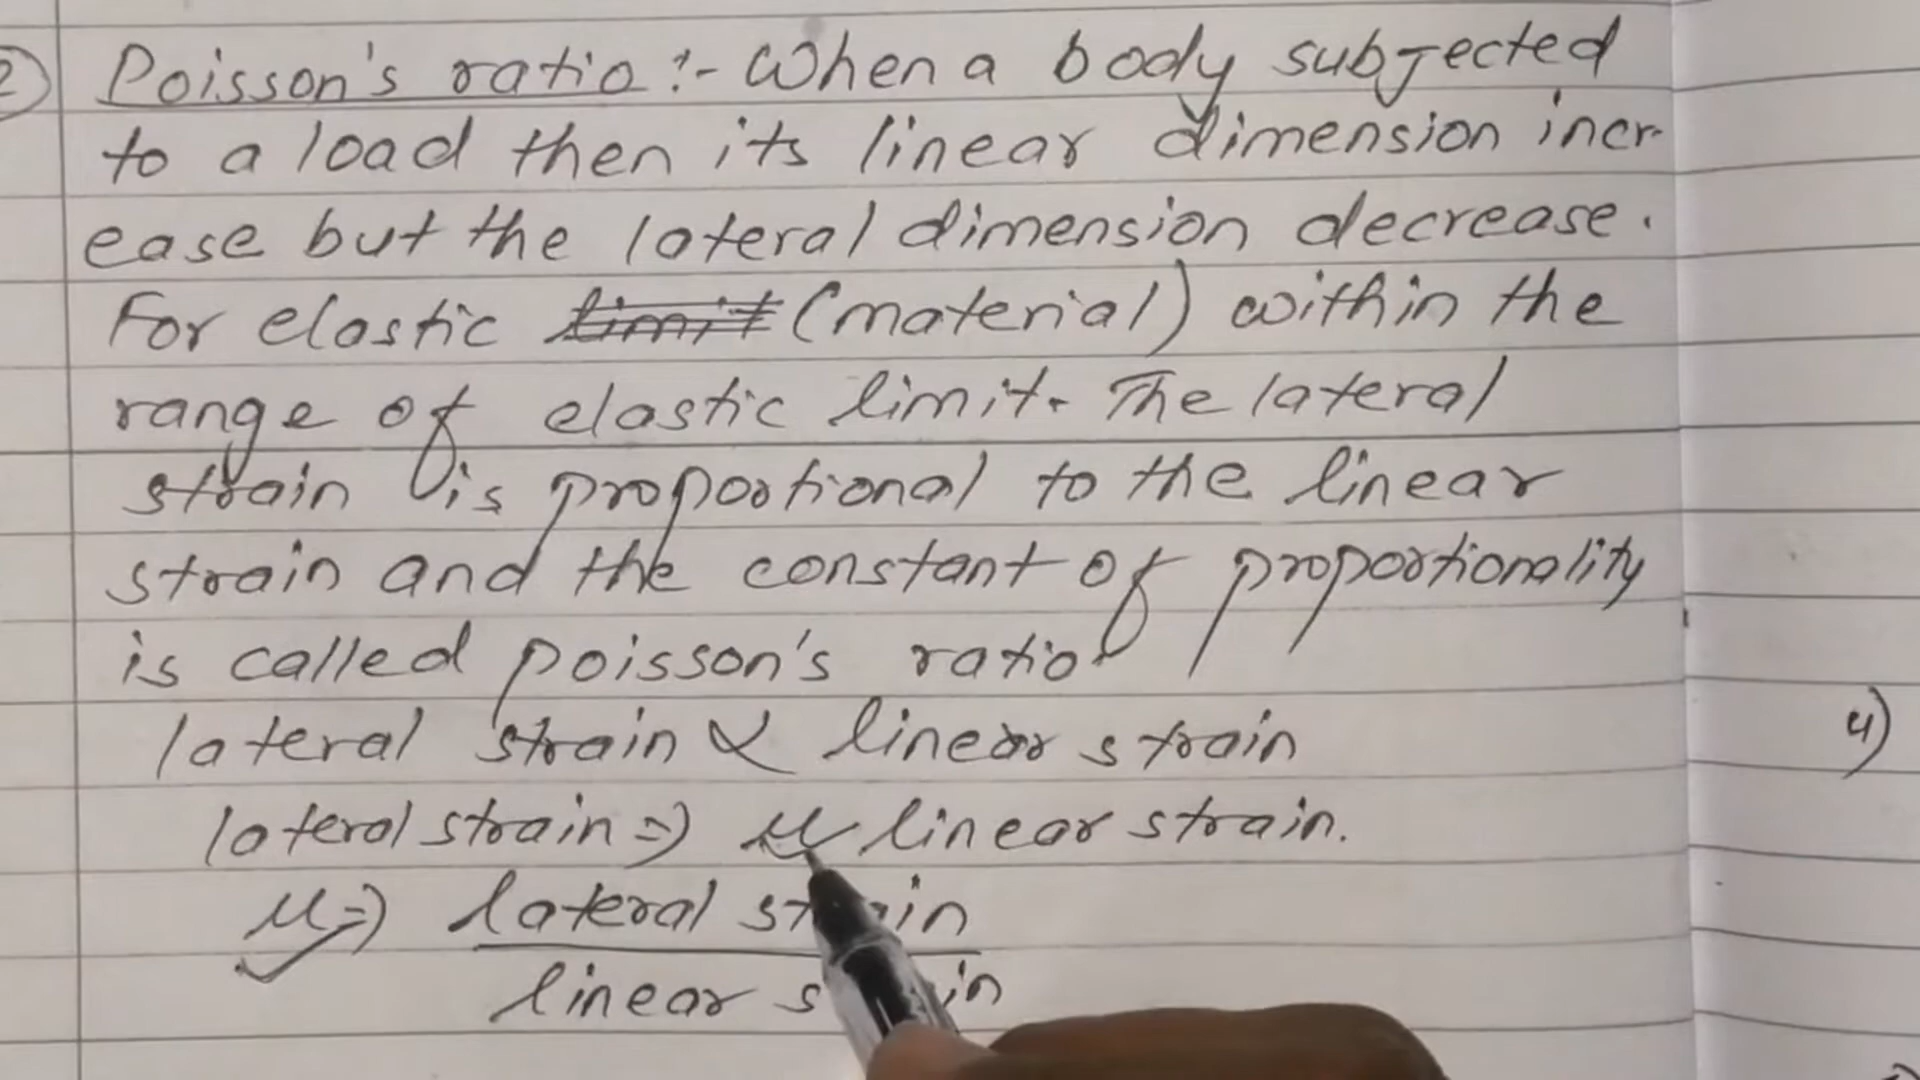 2 Poisson's ratio :- When a body subjected
to a load then its linear dimension incr-
ease but the lateral dimension decrease.
For elastic limit (material) within the
range of elastic limit. The lateral
strain is proportional to the linear
strain and the constant of proportionality
is called poisson's ratio
lateral strain ∝ linear strain
lateral strain => μ linear strain.
μ => lateral strain
linear strain
4)